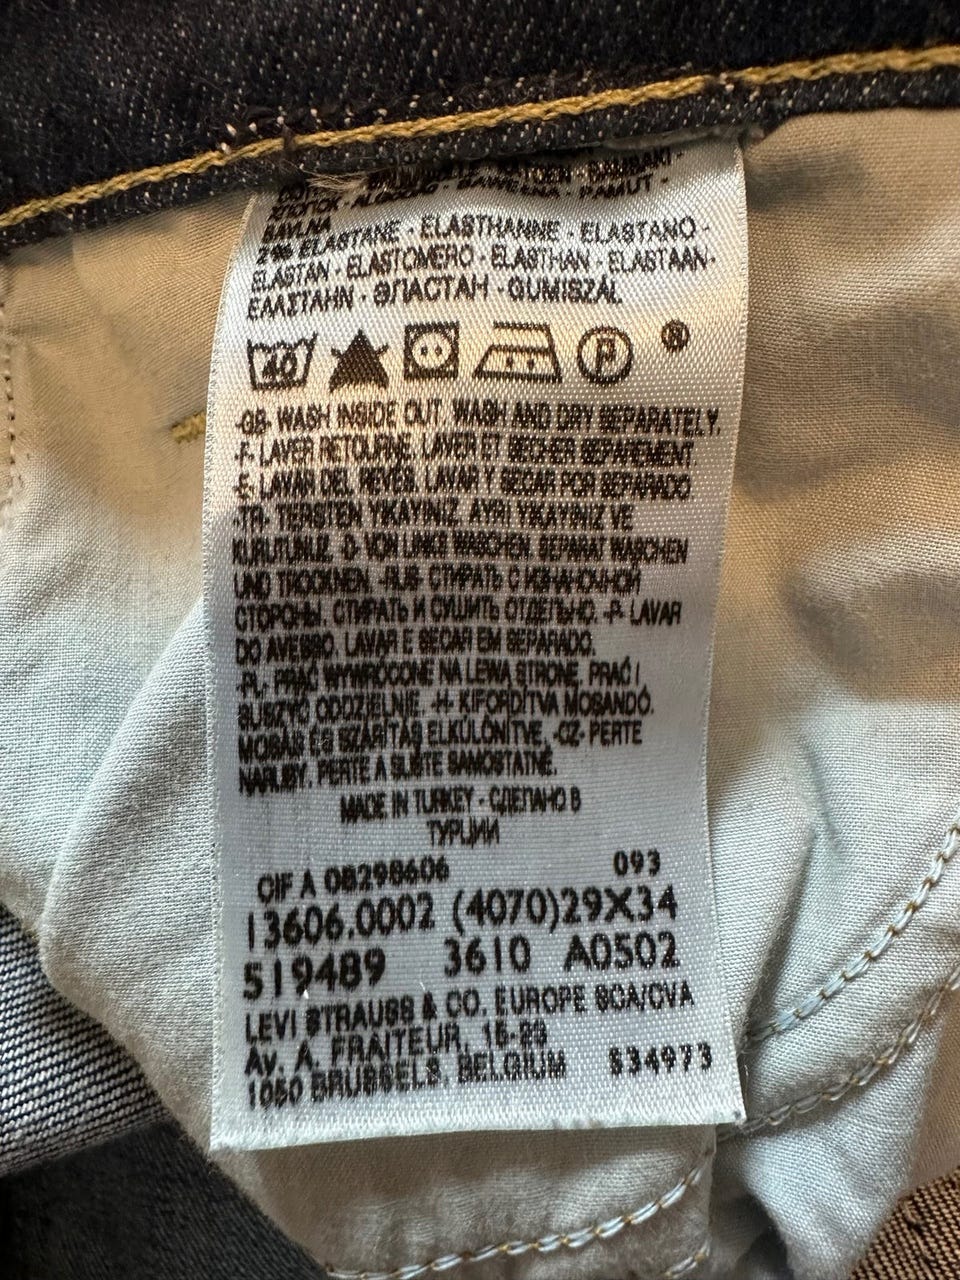 ХЛОПОК - ΑΛΓΟΔΟΝ - BAWEŁNA - PAMUT -
BAVLNA
2% ELASTANE - ELASTHANNE - ELASTANO -
ELASTAN - ELASTOMERO - ELASTHAN - ELASTAAN-
ΕΛΑΣΤΑΗΝ - ЭЛАСТАН - GUMISZÁL
40 P ®
-GB- WASH INSIDE OUT. WASH AND DRY SEPARATELY.
-F- LAVER RETOURNE. LAVER ET SECHER SEPAREMENT
-E- LAVAR DEL REVÉS. LAVAR Y SECAR POR SEPARADO
-TR- TERSTEN YIKAYINIZ. AYRI YIKAYINIZ VE
KURUTUNUZ. -D- VON LINKS WASCHEN. SEPARAT WASCHEN
UND TROCKNEN. -RUS- СТИРАТЬ С ИЗНАНОЧНОЙ
СТОРОНЫ. СТИРАТЬ И СУШИТЬ ОТДЕЛЬНО. -P- LAVAR
DO AVESSO. LAVAR E SECAR EM SEPARADO.
-PL- PRAĆ WYWRÓCONE NA LEWĄ STRONĘ, PRAĆ I
SUSZYĆ ODDZIELNIE. -H- KIFORDÍTVA MOSANDÓ.
MOSÁS ÉS SZÁRÍTÁS ELKÜLÖNÍTVE. -CZ- PERTE
NARUBY. PERTE A SUŠTE SAMOSTATNĚ.
MADE IN TURKEY - СДЕЛАНО В
ТУРЦИИ
CIF A 08298606 093
13606.0002 (4070)29X34
519489 3610 A0502
LEVI STRAUSS & CO. EUROPE SCA/CVA
Av. A. FRAITEUR, 15-23
1050 BRUSSELS. BELGIUM S34973